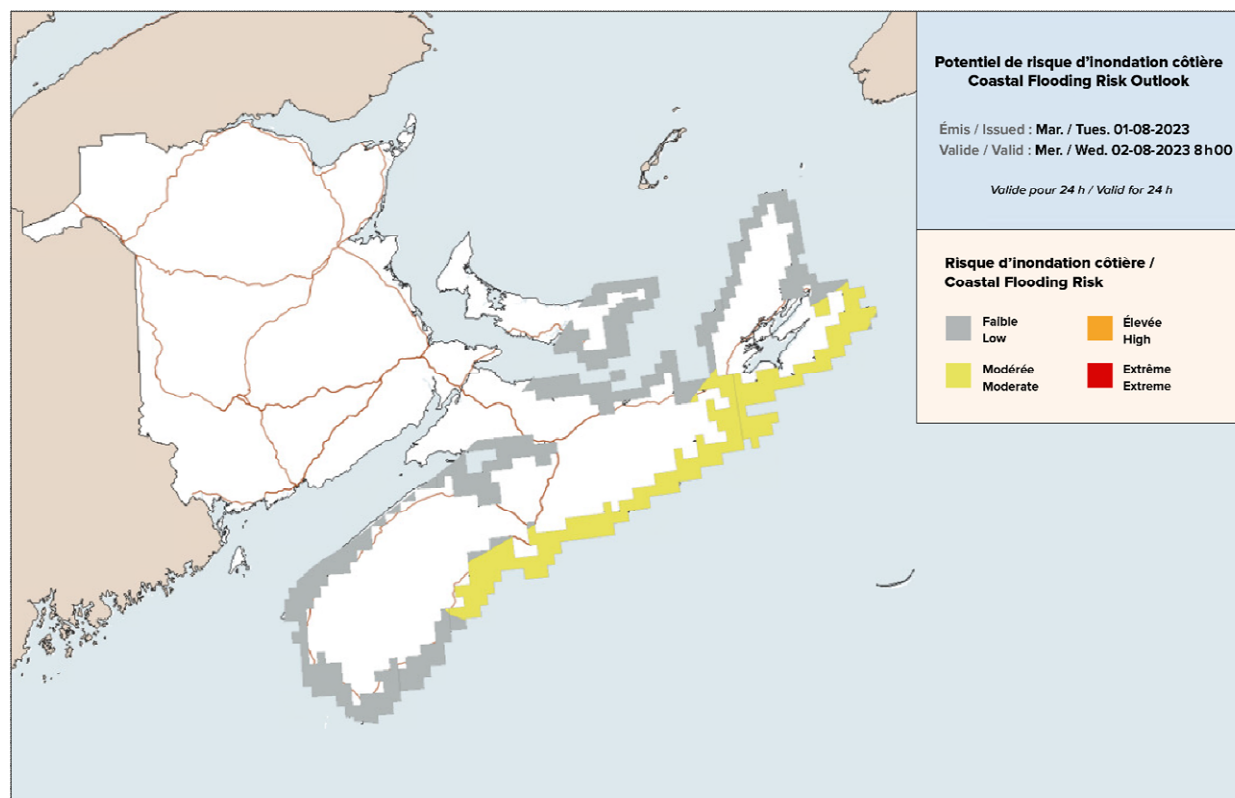 Potentiel de risque d'inondation côtière
Coastal Flooding Risk Outlook
Émis / Issued : Mar. / Tues. 01-08-2023
Valide / Valid : Mer. / Wed. 02-08-2023 8 h 00
Valide pour 24 h / Valid for 24 h
Risque d'inondation côtière /
Coastal Flooding Risk
Faible
Low
Élevée
High
Modérée
Moderate
Extrême
Extreme